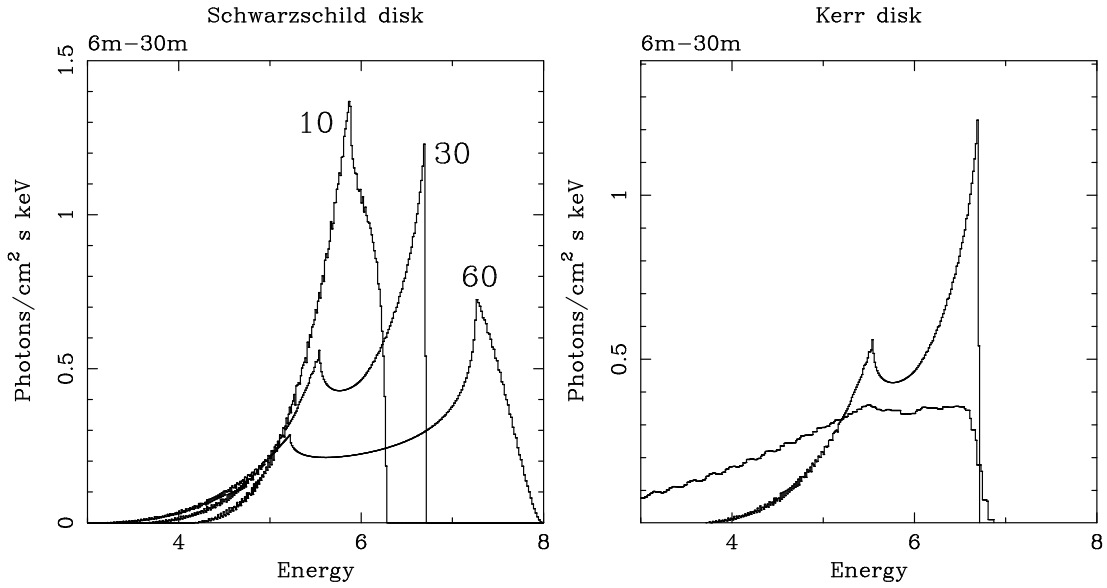 Schwarzschild disk
6m−30m
Photons/cm² s keV
1.5
1
0.5
0
10
30
60
4
6
8
Energy
Kerr disk
6m−30m
Photons/cm² s keV
1
0.5
4
6
8
Energy